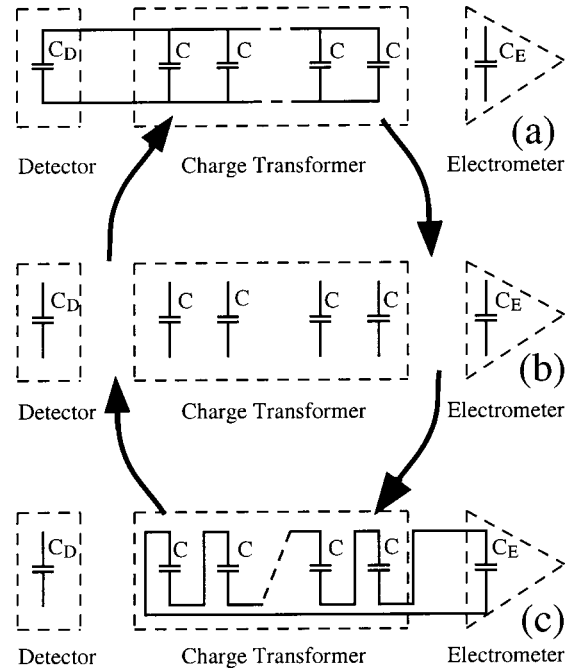 C_D C C C C C_E
(a)
Detector Charge Transformer Electrometer
C_D C C C C C_E
(b)
Detector Charge Transformer Electrometer
C_D C C C C C_E
(c)
Detector Charge Transformer Electrometer